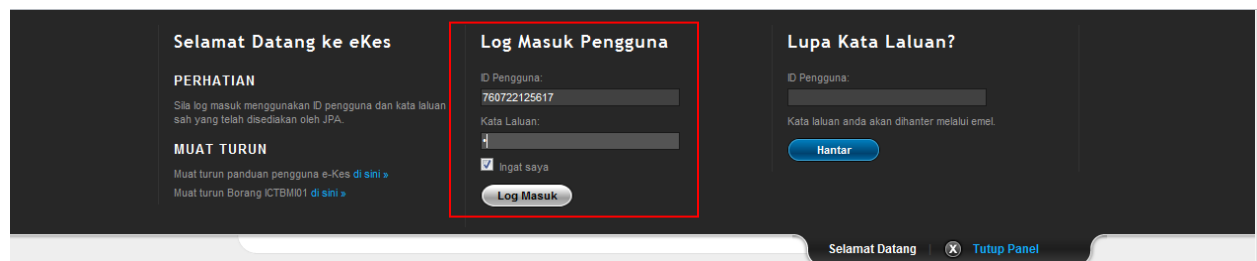 Selamat Datang ke eKes
PERHATIAN
Sila log masuk menggunakan ID pengguna dan kata laluan
sah yang telah disediakan oleh JPA.
MUAT TURUN
Muat turun panduan pengguna e-Kes di sini »
Muat turun Borang ICTBMI01 di sini »
Log Masuk Pengguna
ID Pengguna:
760722125617
Kata Laluan:
Ingat saya
Log Masuk
Lupa Kata Laluan?
ID Pengguna:
Kata laluan anda akan dihanter melalui emel.
Hantar
Selamat Datang
X Tutup Panel